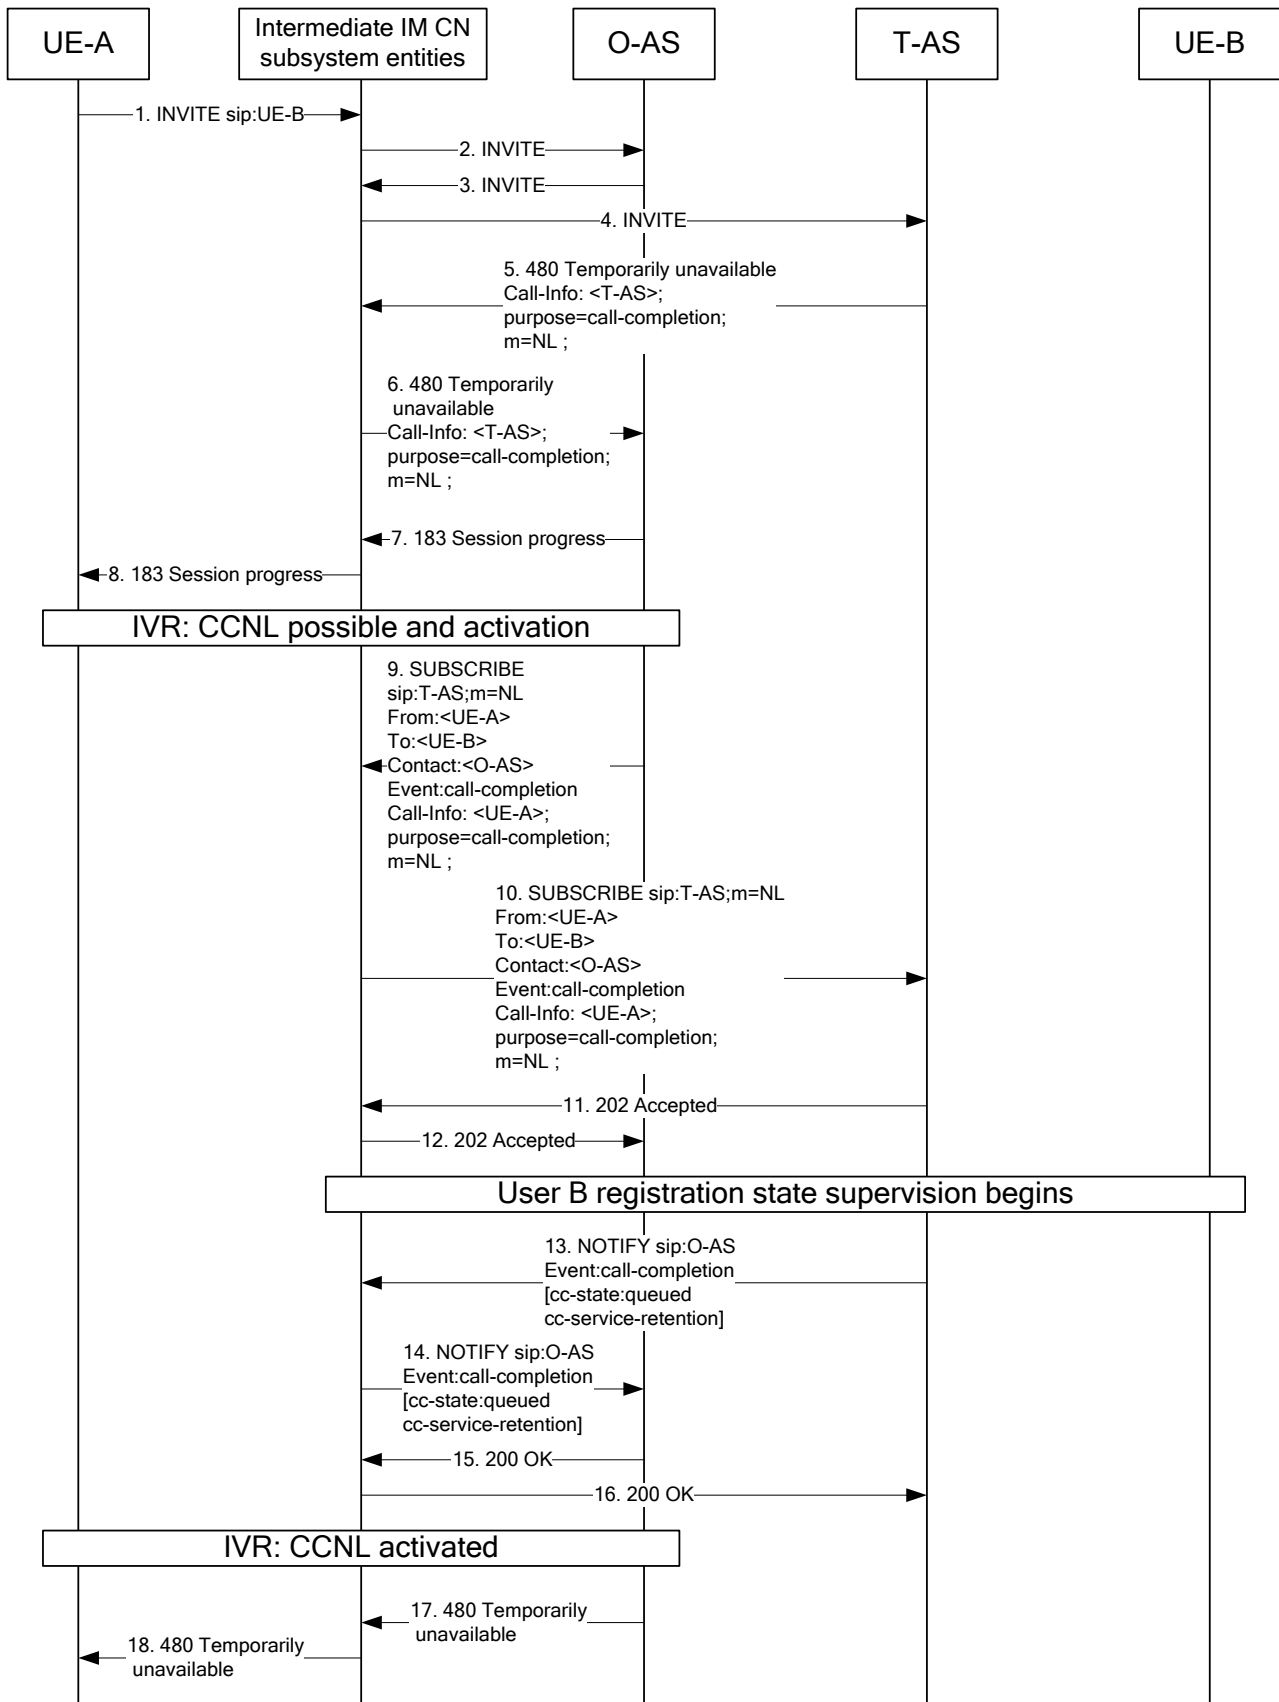 UE-A
Intermediate IM CN
subsystem entities
O-AS
T-AS
UE-B
1. INVITE sip:UE-B
2. INVITE
3. INVITE
4. INVITE
5. 480 Temporarily unavailable
Call-Info: <T-AS>;
purpose=call-completion;
m=NL ;
6. 480 Temporarily
unavailable
Call-Info: <T-AS>;
purpose=call-completion;
m=NL ;
7. 183 Session progress
8. 183 Session progress
IVR: CCNL possible and activation
9. SUBSCRIBE
sip:T-AS;m=NL
From:<UE-A>
To:<UE-B>
Contact:<O-AS>
Event:call-completion
Call-Info: <UE-A>;
purpose=call-completion;
m=NL ;
10. SUBSCRIBE sip:T-AS;m=NL
From:<UE-A>
To:<UE-B>
Contact:<O-AS>
Event:call-completion
Call-Info: <UE-A>;
purpose=call-completion;
m=NL ;
11. 202 Accepted
12. 202 Accepted
User B registration state supervision begins
13. NOTIFY sip:O-AS
Event:call-completion
[cc-state:queued
cc-service-retention]
14. NOTIFY sip:O-AS
Event:call-completion
[cc-state:queued
cc-service-retention]
15. 200 OK
16. 200 OK
IVR: CCNL activated
17. 480 Temporarily
unavailable
18. 480 Temporarily
unavailable